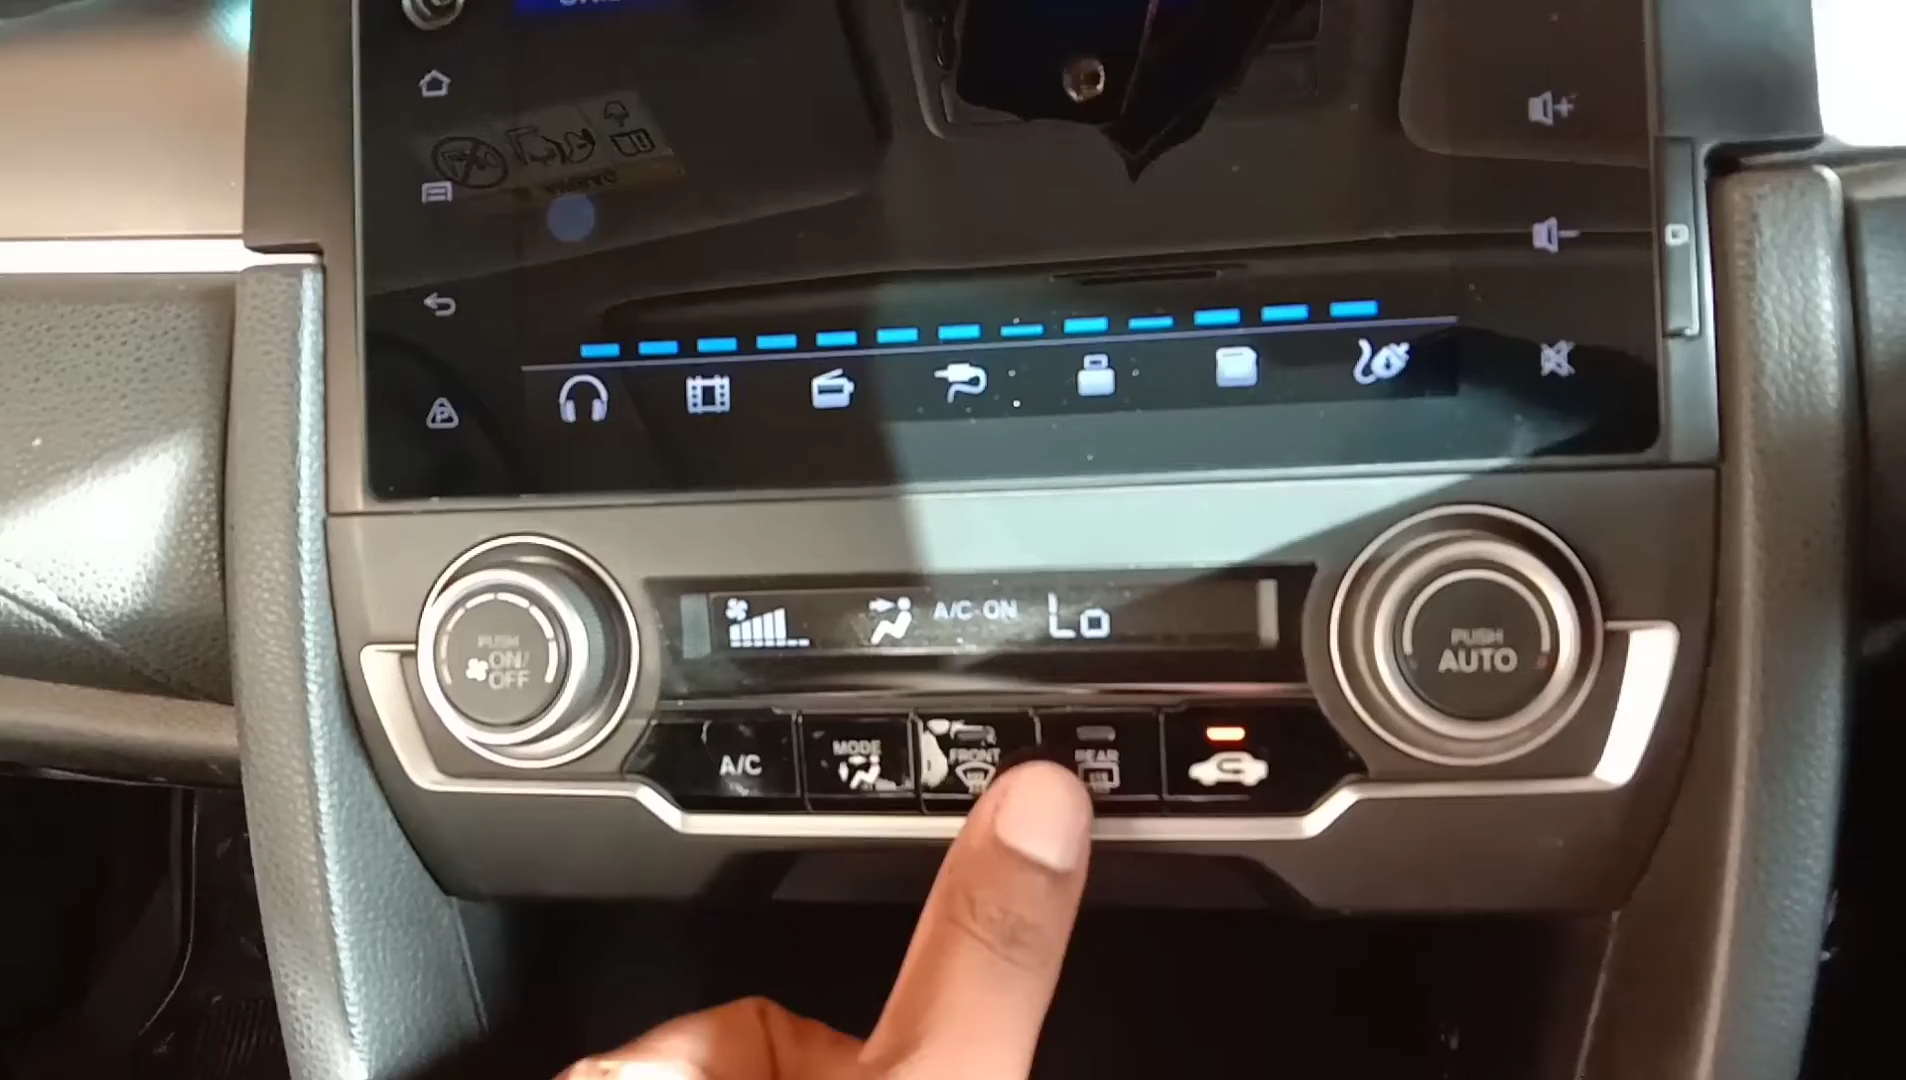 A/C ON Lo
PUSH
ON/
OFF
PUSH
AUTO
A/C
MODE
FRONT
REAR